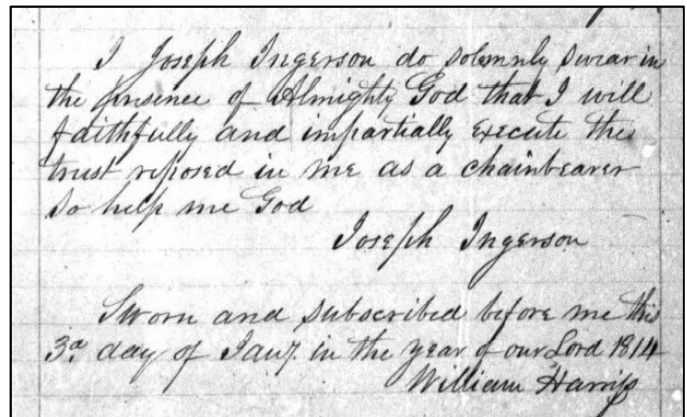 I Joseph Ingerson do solemnly swear in
the presence of Almighty God that I will
faithfully and impartially execute the
trust reposed in me as a chainbearer
so help me God
Joseph Ingerson
Sworn and subscribed before me this
3d day of Jany. in the year of our Lord 1814
William Harriss